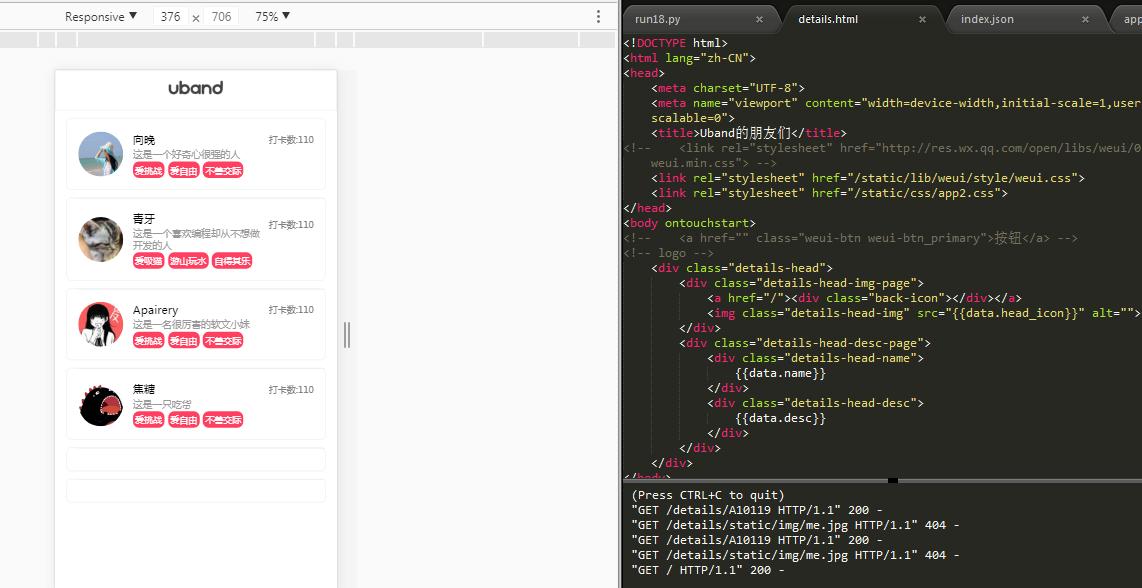 Responsive ▼ 376 × 706 75% ▼
uband
向晚 打卡数:110
这是一个好奇心很强的人
爱挑战 爱自由 不善交际
青牙 打卡数:110
这是一个喜欢编程却从不想做
开发的人
爱吸猫 游山玩水 自得其乐
Apairery 打卡数:110
这是一名很厉害的软文小妹
爱挑战 爱自由 不善交际
焦糖 打卡数:110
这是一只吃货
爱挑战 爱自由 不善交际
run18.py × details.html × index.json × app
<!DOCTYPE html>
<html lang="zh-CN">
<head>
<meta charset="UTF-8">
<meta name="viewport" content="width=device-width,initial-scale=1,user
scalable=0">
<title>Uband的朋友们</title>
<!-- <link rel="stylesheet" href="http://res.wx.qq.com/open/libs/weui/0
weui.min.css"> -->
<link rel="stylesheet" href="/static/lib/weui/style/weui.css">
<link rel="stylesheet" href="/static/css/app2.css">
</head>
<body ontouchstart>
<!-- <a href="" class="weui-btn weui-btn_primary">按钮</a> -->
<!-- logo -->
<div class="details-head">
<div class="details-head-img-page">
<a href="/"><div class="back-icon"></div></a>
<img class="details-head-img" src="{{data.head_icon}}" alt="">
</div>
<div class="details-head-desc-page">
<div class="details-head-name">
{{data.name}}
</div>
<div class="details-head-desc">
{{data.desc}}
</div>
</div>
</div>
</body>
(Press CTRL+C to quit)
"GET /details/A10119 HTTP/1.1" 200 -
"GET /details/static/img/me.jpg HTTP/1.1" 404 -
"GET /details/A10119 HTTP/1.1" 200 -
"GET /details/static/img/me.jpg HTTP/1.1" 404 -
"GET / HTTP/1.1" 200 -